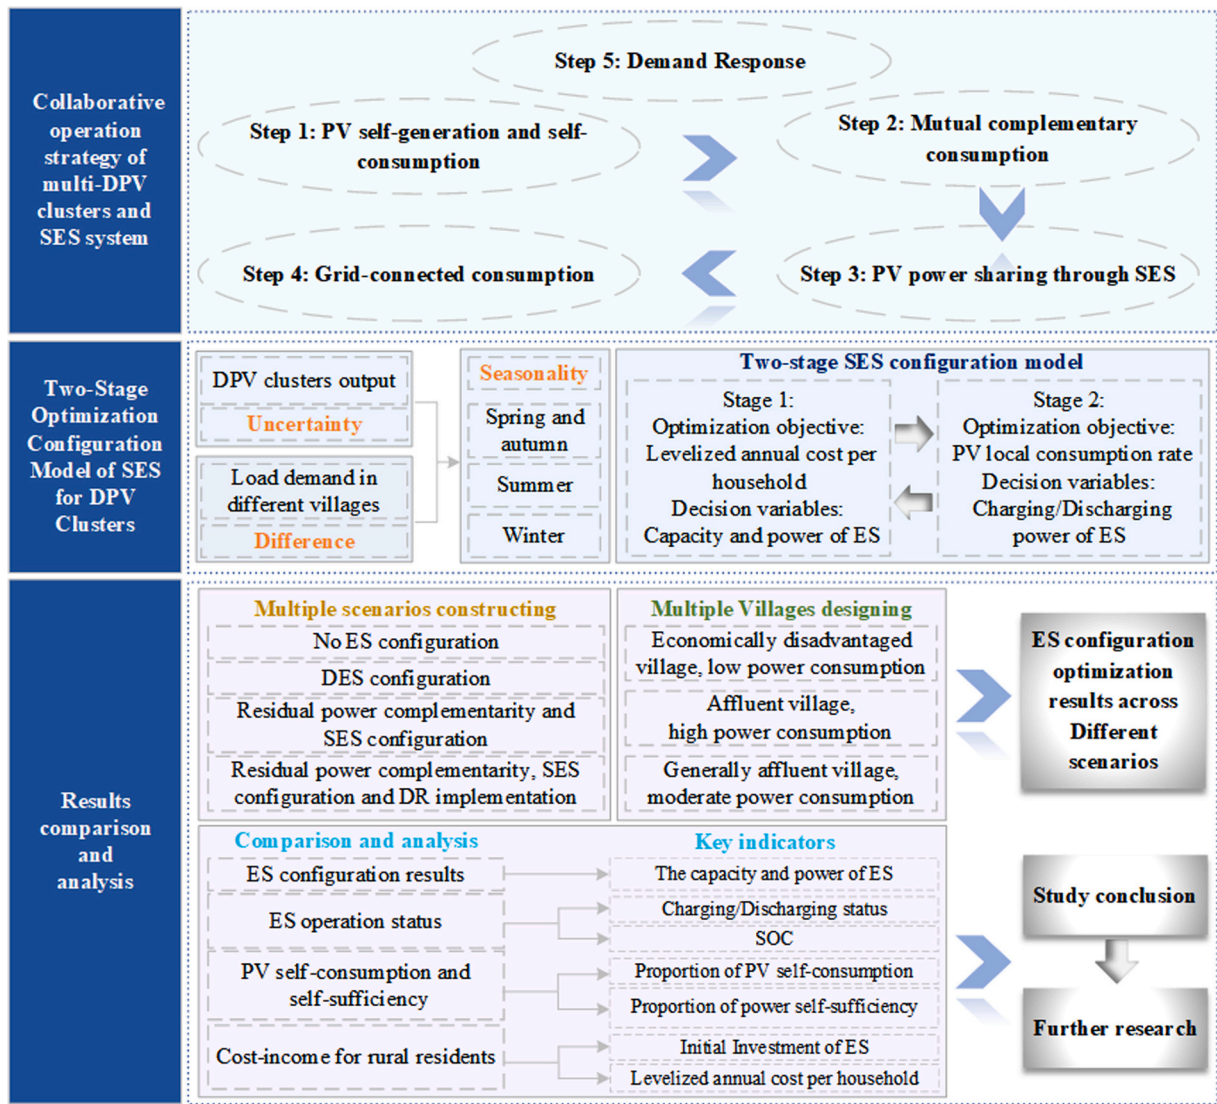 Collaborative
operation
strategy of
multi-DPV
clusters and
SES system
Step 5: Demand Response
Step 1: PV self-generation and self-
consumption
Step 2: Mutual complementary
consumption
Step 4: Grid-connected consumption
Step 3: PV power sharing through SES
Two-Stage
Optimization
Configuration
Model of SES
for DPV
Clusters
DPV clusters output
Uncertainty
Load demand in
different villages
Difference
Seasonality
Spring and
autumn
Summer
Winter
Two-stage SES configuration model
Stage 1:
Optimization objective:
Levelized annual cost per
household
Decision variables:
Capacity and power of ES
Stage 2:
Optimization objective:
PV local consumption rate
Decision variables:
Charging/Discharging
power of ES
Results
comparison
and
analysis
Multiple scenarios constructing
No ES configuration
DES configuration
Residual power complementarity and
SES configuration
Residual power complementarity, SES
configuration and DR implementation
Multiple Villages designing
Economically disadvantaged
village, low power consumption
Affluent village,
high power consumption
Generally affluent village,
moderate power consumption
ES configuration
optimization
results across
Different
scenarios
Comparison and analysis
Key indicators
ES configuration results
The capacity and power of ES
ES operation status
Charging/Discharging status
SOC
PV self-consumption and
self-sufficiency
Proportion of PV self-consumption
Proportion of power self-sufficiency
Cost-income for rural residents
Initial Investment of ES
Levelized annual cost per household
Study conclusion
Further research